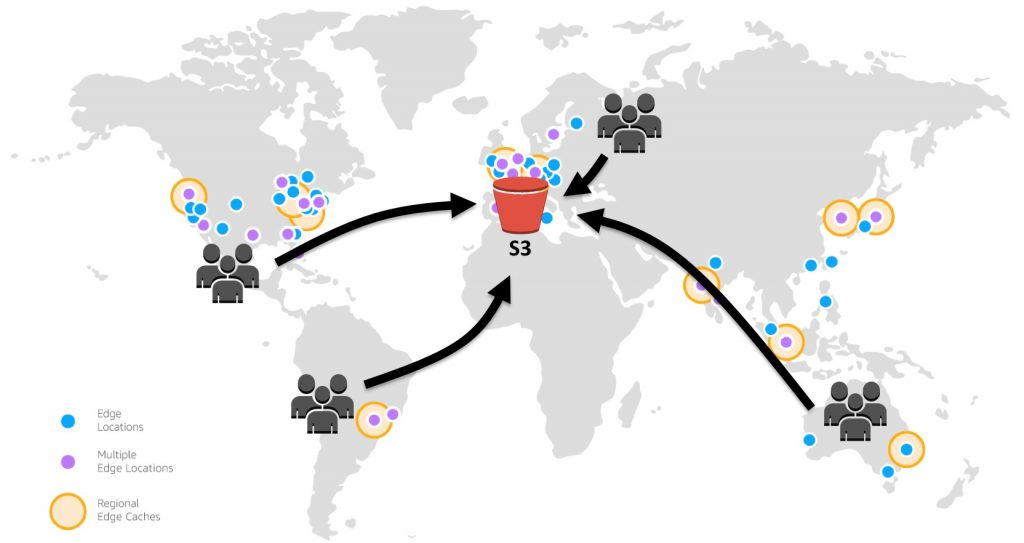 S3
Edge
Locations
Multiple
Edge Locations
Regional
Edge Caches